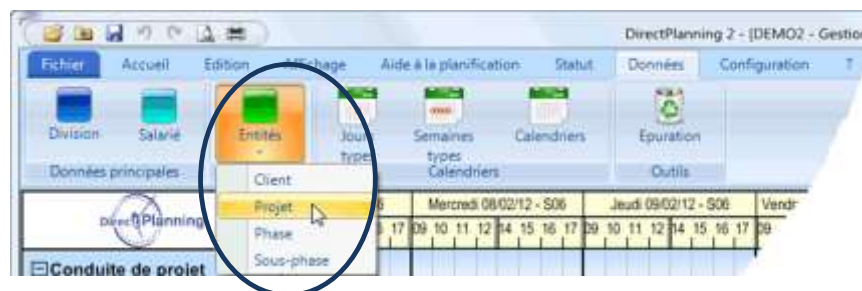 DirectPlanning 2 - [DEMO2 - Gestion
Fichier Accueil Edition Affichage Aide à la planification Statut Données Configuration ?
Division Salarié Entités Jours types Semaines types Calendriers Epuration
Données principales Calendriers Outils
Client
Projet
Phase
Sous-phase
DirectPlanning
6 Mercredi 08/02/12 - S06 Jeudi 09/02/12 - S06 Vendr
17 09 10 11 12 14 15 16 17 09 10 11 12 14 15 16 17 09
Conduite de projet